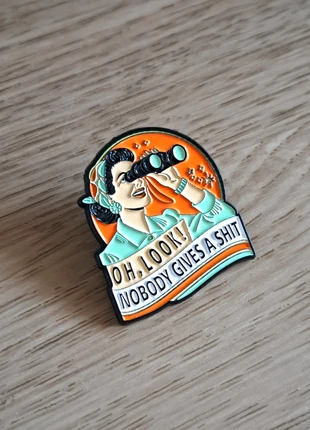 OH, LOOK!
NOBODY GIVES A SHIT